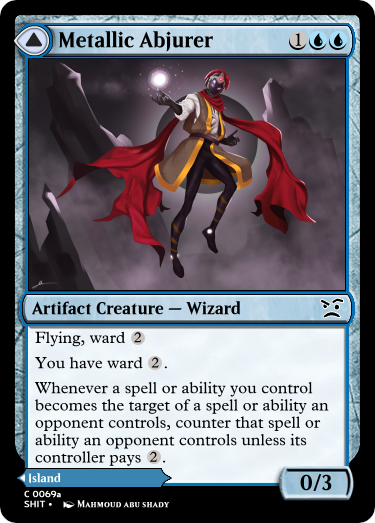 Metallic Abjurer 1
Artifact Creature — Wizard
Flying, ward 2
You have ward 2.
Whenever a spell or ability you control
becomes the target of a spell or ability an
opponent controls, counter that spell or
ability an opponent controls unless its
controller pays 2.
Island
0/3
C 0069a
SHIT • Mahmoud abu shady